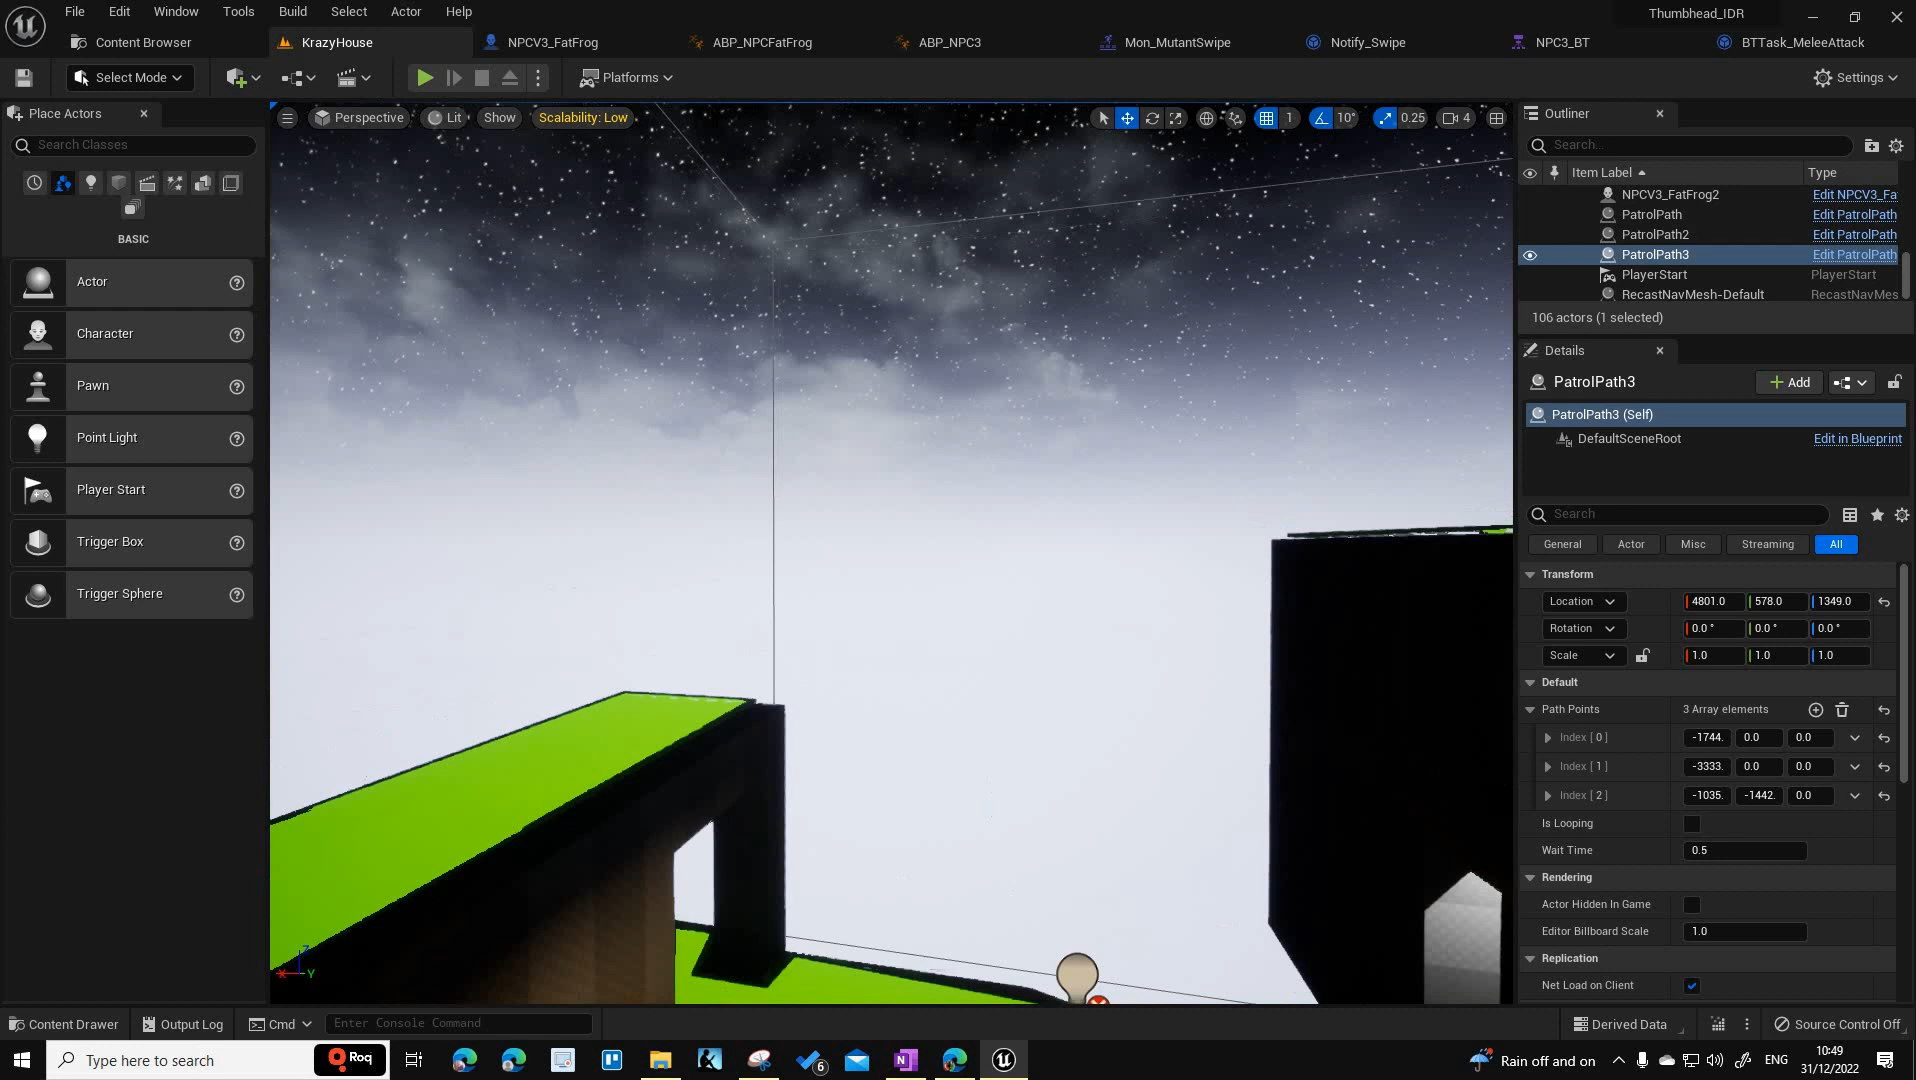 File Edit Window Tools Build Select Actor Help
Thumbhead_IDR
Content Browser
KrazyHouse
NPCV3_FatFrog
ABP_NPCFatFrog
ABP_NPC3
Mon_MutantSwipe
Notify_Swipe
NPC3_BT
BTTask_MeleeAttack
Select Mode
Platforms
Settings
Place Actors
Search Classes
BASIC
Actor
Character
Pawn
Point Light
Player Start
Trigger Box
Trigger Sphere
Perspective
Lit
Show
Scalability: Low
1
10°
0.25
4
Z
X
Y
Outliner
Search...
Item Label
Type
NPCV3_FatFrog2
Edit NPCV3_Fa
PatrolPath
Edit PatrolPath
PatrolPath2
Edit PatrolPath
PatrolPath3
Edit PatrolPath
PlayerStart
PlayerStart
RecastNavMesh-Default
RecastNavMes
106 actors (1 selected)
Details
PatrolPath3
Add
PatrolPath3 (Self)
DefaultSceneRoot
Edit in Blueprint
Search
General Actor Misc Streaming All
Transform
Location 4801.0 578.0 1349.0
Rotation 0.0 ° 0.0 ° 0.0 °
Scale 1.0 1.0 1.0
Default
Path Points 3 Array elements
Index [ 0 ] -1744. 0.0 0.0
Index [ 1 ] -3333. 0.0 0.0
Index [ 2 ] -1035. -1442. 0.0
Is Looping
Wait Time 0.5
Rendering
Actor Hidden In Game
Editor Billboard Scale 1.0
Replication
Net Load on Client
Content Drawer
Output Log
Cmd
Enter Console Command
Derived Data
Source Control Off
Type here to search
Roq
6
Rain off and on
ENG
10:49
31/12/2022